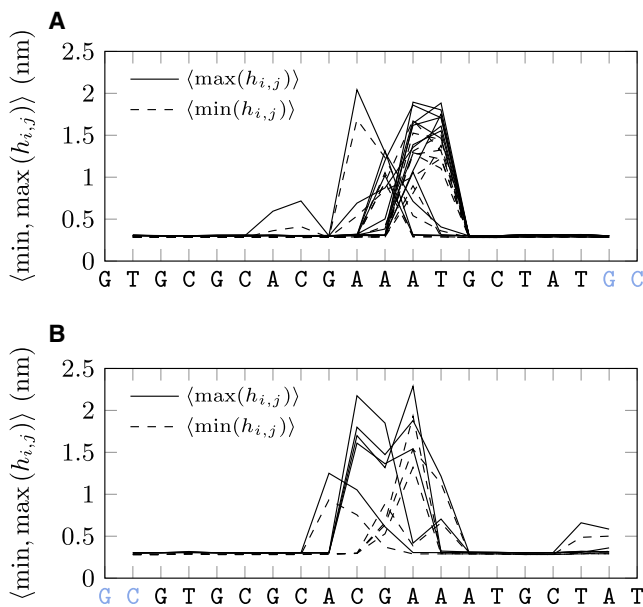 A
⟨min, max (h_{i,j})⟩ (nm)
2.5
2
1.5
1
0.5
0
⟨max(h_{i,j})⟩
⟨min(h_{i,j})⟩
G T G C G C A C G A A A T G C T A T G C
B
⟨min, max (h_{i,j})⟩ (nm)
2.5
2
1.5
1
0.5
0
⟨max(h_{i,j})⟩
⟨min(h_{i,j})⟩
G C G T G C G C A C G A A A T G C T A T